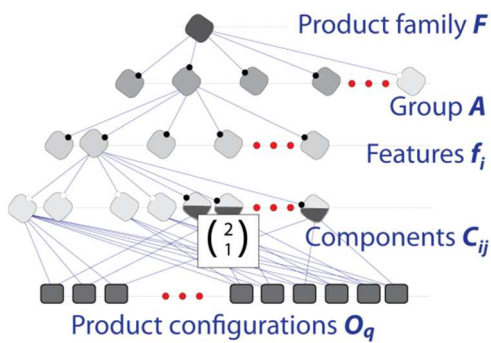 Product family F
Group A
Features fi
Components Cij
(2
1)
Product configurations Oq